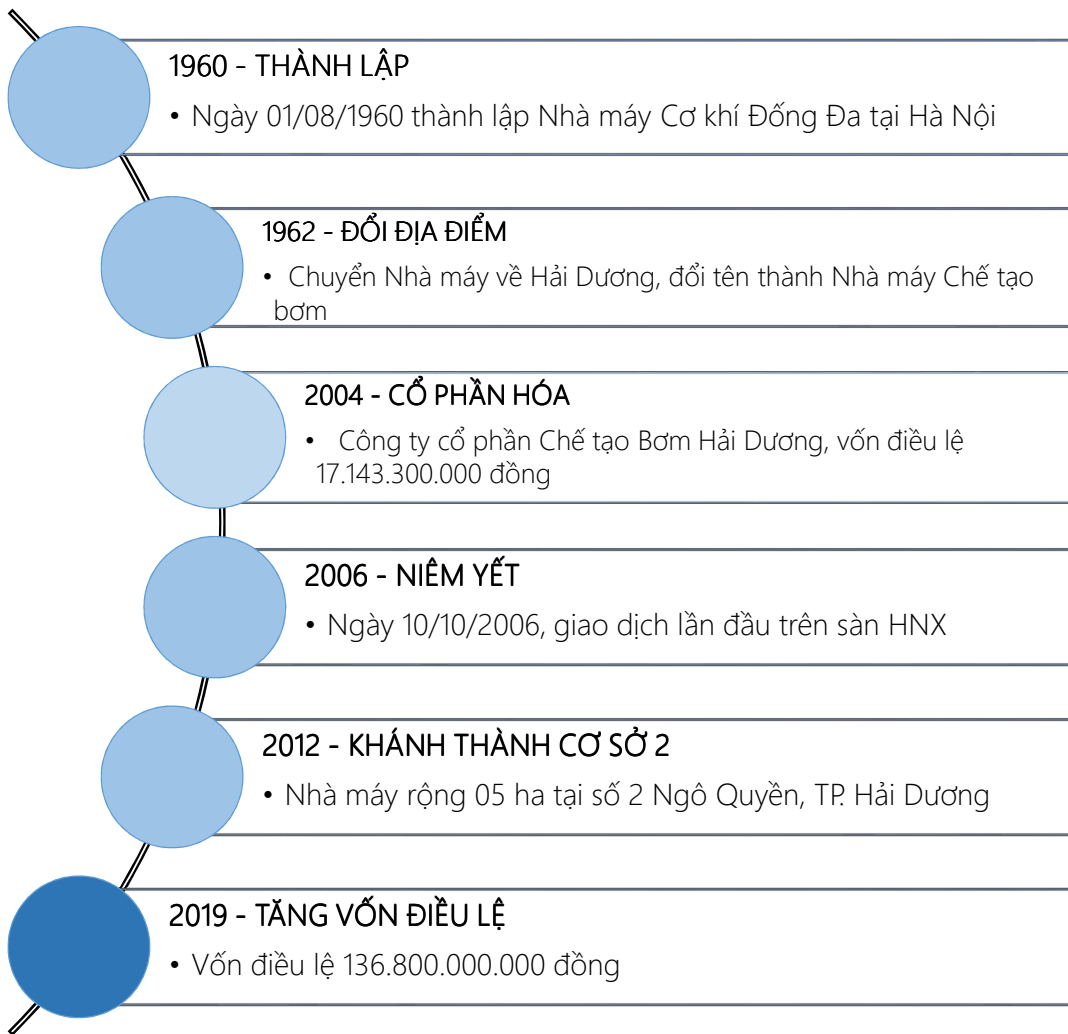 1960 - THÀNH LẬP
• Ngày 01/08/1960 thành lập Nhà máy Cơ khí Đống Đa tại Hà Nội
1962 - ĐỔI ĐỊA ĐIỂM
• Chuyển Nhà máy về Hải Dương, đổi tên thành Nhà máy Chế tạo
bơm
2004 - CỔ PHẦN HÓA
• Công ty cổ phần Chế tạo Bơm Hải Dương, vốn điều lệ
17.143.300.000 đồng
2006 - NIÊM YẾT
• Ngày 10/10/2006, giao dịch lần đầu trên sàn HNX
2012 - KHÁNH THÀNH CƠ SỞ 2
• Nhà máy rộng 05 ha tại số 2 Ngô Quyền, TP. Hải Dương
2019 - TĂNG VỐN ĐIỀU LỆ
• Vốn điều lệ 136.800.000.000 đồng